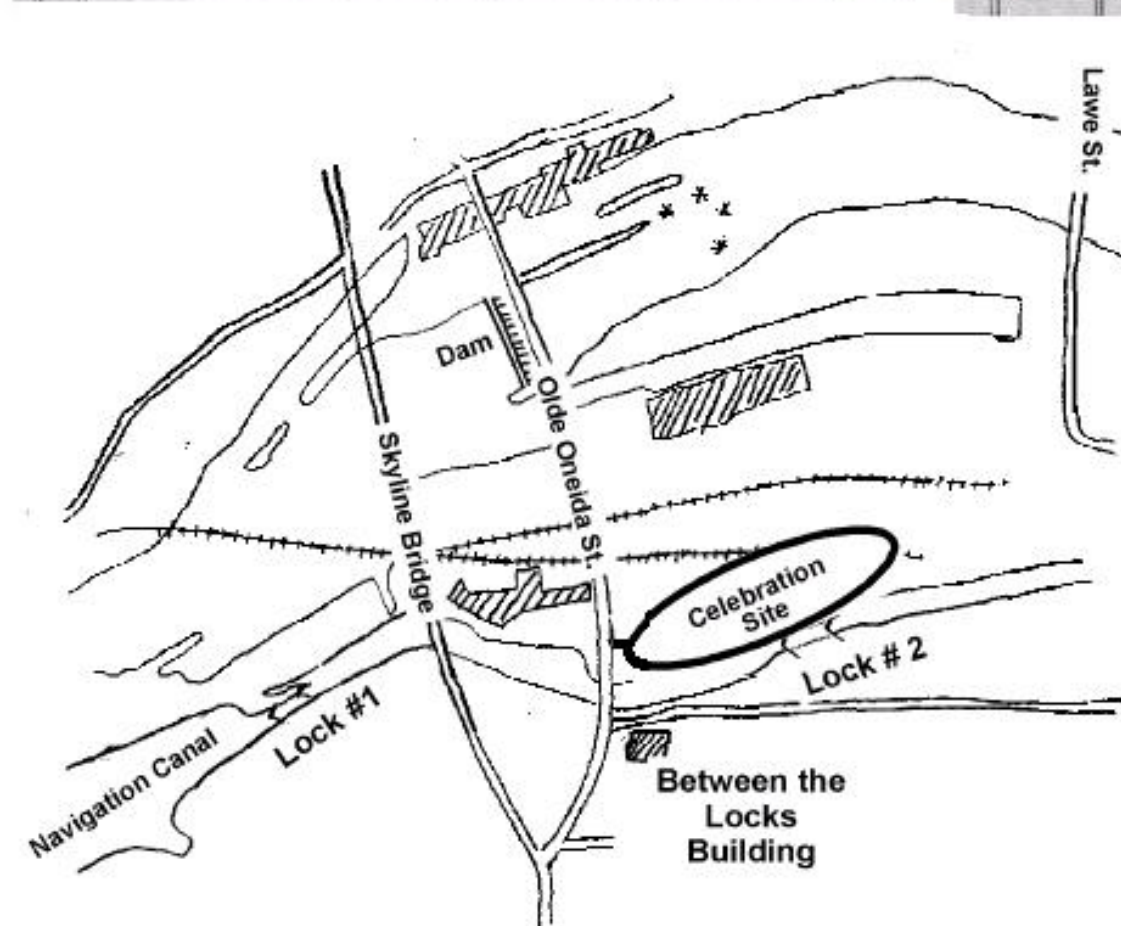 Lawe St.
Dam
Olde Oneida St.
Skyline Bridge
Celebration
Site
Lock # 2
Lock #1
Navigation Canal
Between the
Locks
Building